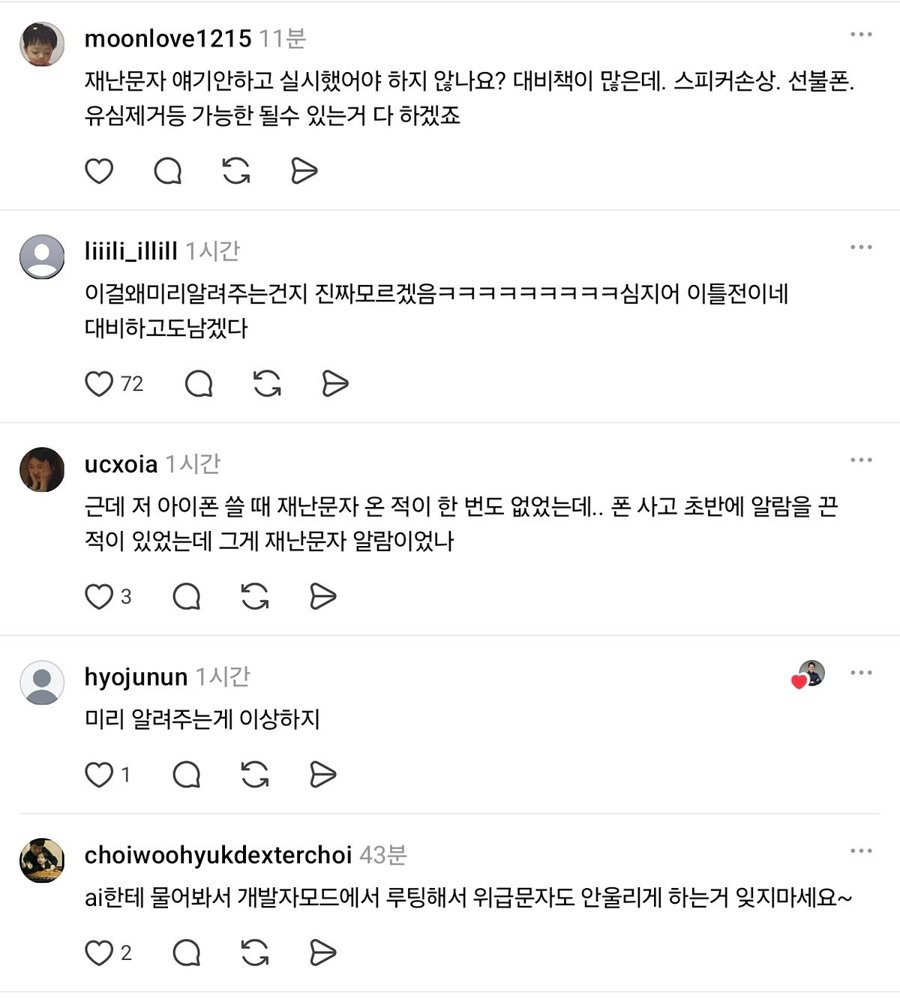 moonlove1215 11분
재난문자 얘기안하고 실시했어야 하지 않나요? 대비책이 많은데. 스피커손상. 선불폰.
유심제거등 가능한 될수 있는거 다 하겠죠
liiili_illill 1시간
이걸왜미리알려주는건지 진짜모르겠음ㅋㅋㅋㅋㅋㅋㅋㅋㅋ심지어 이틀전이네
대비하고도남겠다
72
ucxoia 1시간
근데 저 아이폰 쓸 때 재난문자 온 적이 한 번도 없었는데.. 폰 사고 초반에 알람을 끈
적이 있었는데 그게 재난문자 알람이었나
3
hyojunun 1시간
미리 알려주는게 이상하지
1
choiwoohyukdexterchoi 43분
ai한테 물어봐서 개발자모드에서 루팅해서 위급문자도 안울리게 하는거 잊지마세요~
2